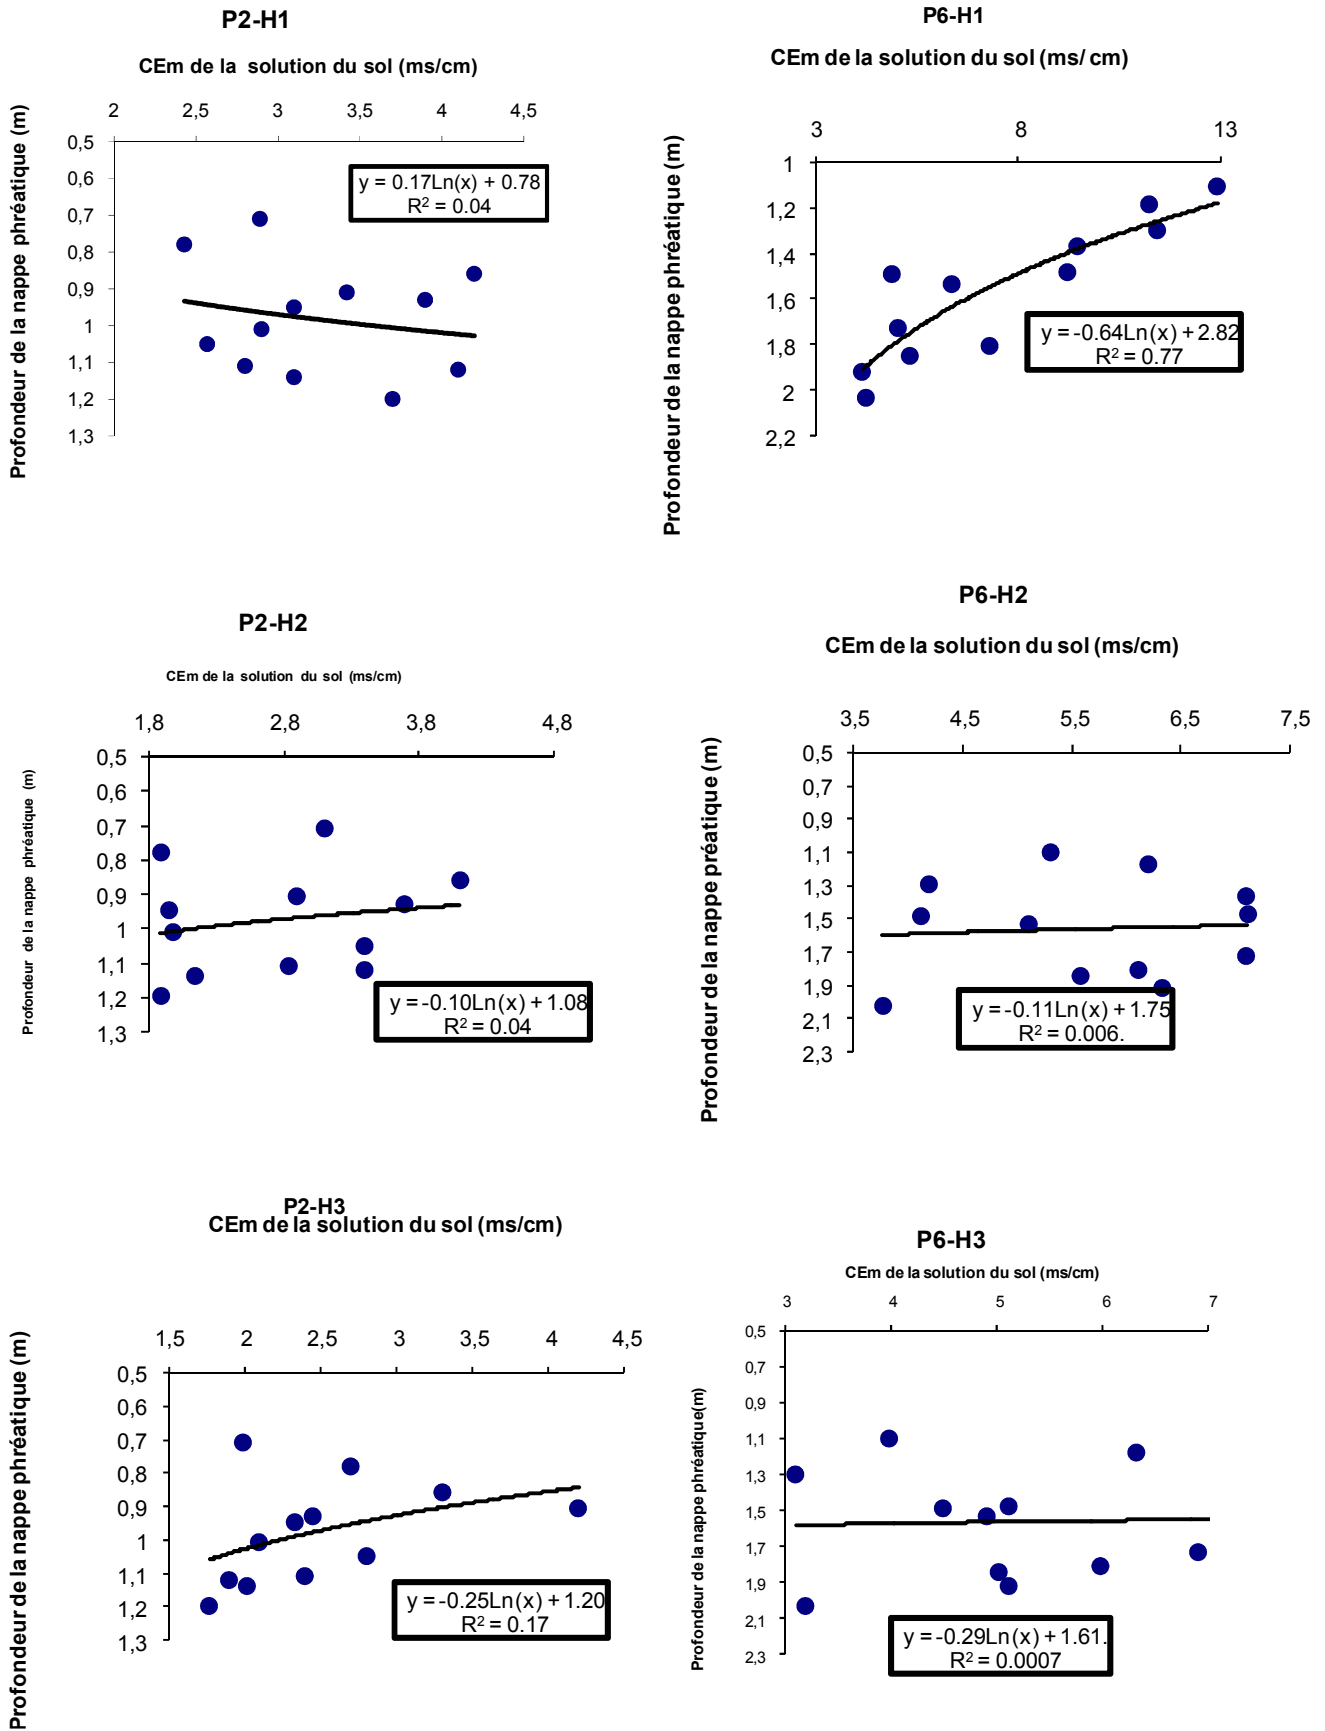 P2-H1
CEm de la solution du sol (ms/cm)
2 2,5 3 3,5 4 4,5
Profondeur de la nappe phréatique (m)
0,5
0,6
0,7
0,8
0,9
1
1,1
1,2
1,3
y = 0.17Ln(x) + 0.78
R² = 0.04
P6-H1
CEm de la solution du sol (ms/ cm)
3 8 13
Profondeur de la nappe phréatique (m)
1
1,2
1,4
1,6
1,8
2
2,2
y = -0.64Ln(x) + 2.82
R² = 0.77
P2-H2
CEm de la solution du sol (ms/cm)
1,8 2,8 3,8 4,8
Profondeur de la nappe phréatique (m)
0,5
0,6
0,7
0,8
0,9
1
1,1
1,2
1,3
y = -0.10Ln(x) + 1.08
R² = 0.04
P6-H2
CEm de la solution du sol (ms/cm)
3,5 4,5 5,5 6,5 7,5
Profondeur de la nappe préatique (m)
0,5
0,7
0,9
1,1
1,3
1,5
1,7
1,9
2,1
2,3
y = -0.11Ln(x) + 1.75
R² = 0.006.
P2-H3
CEm de la solution du sol (ms/cm)
1,5 2 2,5 3 3,5 4 4,5
Profondeur de la nappe phréatique (m)
0,5
0,6
0,7
0,8
0,9
1
1,1
1,2
1,3
y = -0.25Ln(x) + 1.20
R² = 0.17
P6-H3
CEm de la solution du sol (ms/cm)
3 4 5 6 7
Profondeur de la nappe phréatique(m)
0,5
0,7
0,9
1,1
1,3
1,5
1,7
1,9
2,1
2,3
y = -0.29Ln(x) + 1.61.
R² = 0.0007